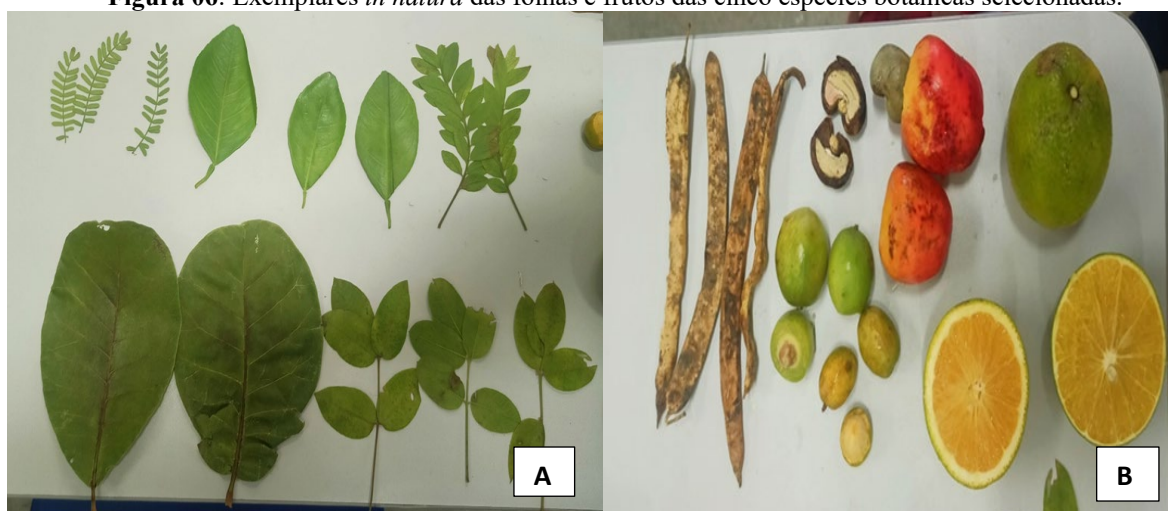 Figura 06. Exemplares in natura das folhas e frutos das cinco espécies botânicas selecionadas.
A
B